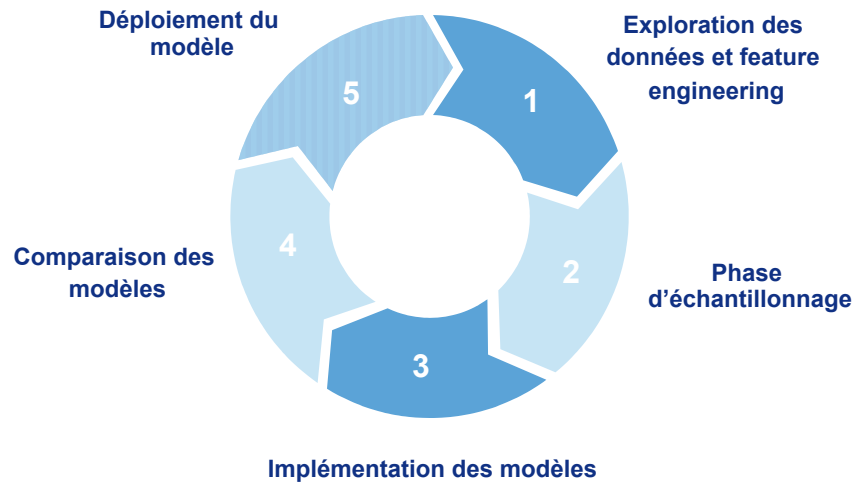 Déploiement du
modèle
5
1
Exploration des
données et feature
engineering
4
Comparaison des
modèles
2
Phase
d'échantillonnage
3
Implémentation des modèles